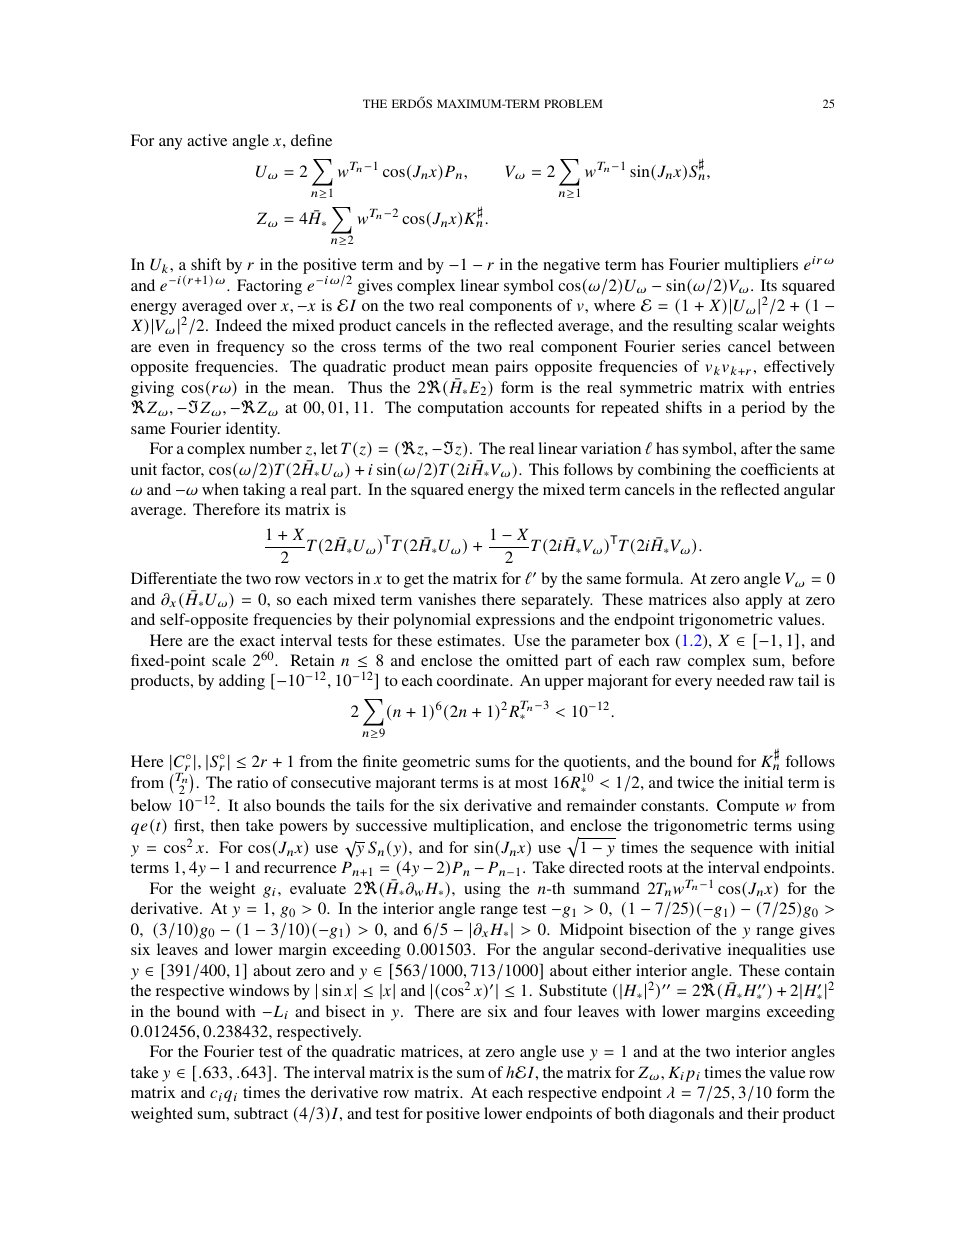 THE ERDŐS MAXIMUM-TERM PROBLEM 25
For any active angle x, define
U_ω = 2 ∑_{n≥1} w^{T_n−1} cos(J_n x)P_n, V_ω = 2 ∑_{n≥1} w^{T_n−1} sin(J_n x)S_n^♯,
Z_ω = 4H̄_* ∑_{n≥2} w^{T_n−2} cos(J_n x)K_n^♯.
In U_k, a shift by r in the positive term and by −1 − r in the negative term has Fourier multipliers e^{irω}
and e^{−i(r+1)ω}. Factoring e^{−iω/2} gives complex linear symbol cos(ω/2)U_ω − sin(ω/2)V_ω. Its squared
energy averaged over x, −x is ℰI on the two real components of v, where ℰ = (1 + X)|U_ω|²/2 + (1 −
X)|V_ω|²/2. Indeed the mixed product cancels in the reflected average, and the resulting scalar weights
are even in frequency so the cross terms of the two real component Fourier series cancel between
opposite frequencies. The quadratic product mean pairs opposite frequencies of v_k v_{k+r}, effectively
giving cos(rω) in the mean. Thus the 2ℜ(H̄_*E_2) form is the real symmetric matrix with entries
ℜZ_ω, −ℑZ_ω, −ℜZ_ω at 00, 01, 11. The computation accounts for repeated shifts in a period by the
same Fourier identity.
For a complex number z, let T(z) = (ℜz, −ℑz). The real linear variation ℓ has symbol, after the same
unit factor, cos(ω/2)T(2H̄_*U_ω) + i sin(ω/2)T(2iH̄_*V_ω). This follows by combining the coefficients at
ω and −ω when taking a real part. In the squared energy the mixed term cancels in the reflected angular
average. Therefore its matrix is
(1 + X)/2 T(2H̄_*U_ω)^⊤T(2H̄_*U_ω) + (1 − X)/2 T(2iH̄_*V_ω)^⊤T(2iH̄_*V_ω).
Differentiate the two row vectors in x to get the matrix for ℓ′ by the same formula. At zero angle V_ω = 0
and ∂_x(H̄_*U_ω) = 0, so each mixed term vanishes there separately. These matrices also apply at zero
and self-opposite frequencies by their polynomial expressions and the endpoint trigonometric values.
Here are the exact interval tests for these estimates. Use the parameter box (1.2), X ∈ [−1, 1], and
fixed-point scale 2^{60}. Retain n ≤ 8 and enclose the omitted part of each raw complex sum, before
products, by adding [−10^{−12}, 10^{−12}] to each coordinate. An upper majorant for every needed raw tail is
2 ∑_{n≥9} (n + 1)^6(2n + 1)^2 R_*^{T_n−3} < 10^{−12}.
Here |C_r^∘|, |S_r^∘| ≤ 2r + 1 from the finite geometric sums for the quotients, and the bound for K_n^♯ follows
from \binom{T_n}{2}. The ratio of consecutive majorant terms is at most 16R_*^{10} < 1/2, and twice the initial term is
below 10^{−12}. It also bounds the tails for the six derivative and remainder constants. Compute w from
qe(t) first, then take powers by successive multiplication, and enclose the trigonometric terms using
y = cos² x. For cos(J_n x) use √y S_n(y), and for sin(J_n x) use √(1 − y) times the sequence with initial
terms 1, 4y − 1 and recurrence P_{n+1} = (4y − 2)P_n − P_{n−1}. Take directed roots at the interval endpoints.
For the weight g_i, evaluate 2ℜ(H̄_*∂_w H_*), using the n-th summand 2T_n w^{T_n−1} cos(J_n x) for the
derivative. At y = 1, g_0 > 0. In the interior angle range test −g_1 > 0, (1 − 7/25)(−g_1) − (7/25)g_0 >
0, (3/10)g_0 − (1 − 3/10)(−g_1) > 0, and 6/5 − |∂_x H_*| > 0. Midpoint bisection of the y range gives
six leaves and lower margin exceeding 0.001503. For the angular second-derivative inequalities use
y ∈ [391/400, 1] about zero and y ∈ [563/1000, 713/1000] about either interior angle. These contain
the respective windows by | sin x| ≤ |x| and |(cos² x)′| ≤ 1. Substitute (|H_*|²)″ = 2ℜ(H̄_*H_*″) + 2|H_*′|²
in the bound with −L_i and bisect in y. There are six and four leaves with lower margins exceeding
0.012456, 0.238432, respectively.
For the Fourier test of the quadratic matrices, at zero angle use y = 1 and at the two interior angles
take y ∈ [.633, .643]. The interval matrix is the sum of hℰI, the matrix for Z_ω, K_i p_i times the value row
matrix and c_i q_i times the derivative row matrix. At each respective endpoint λ = 7/25, 3/10 form the
weighted sum, subtract (4/3)I, and test for positive lower endpoints of both diagonals and their product